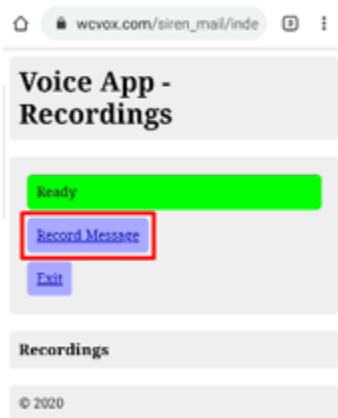 wcvox.com/siren_mail/inde
Voice App -
Recordings
Ready
Record Message
Exit
Recordings
© 2020